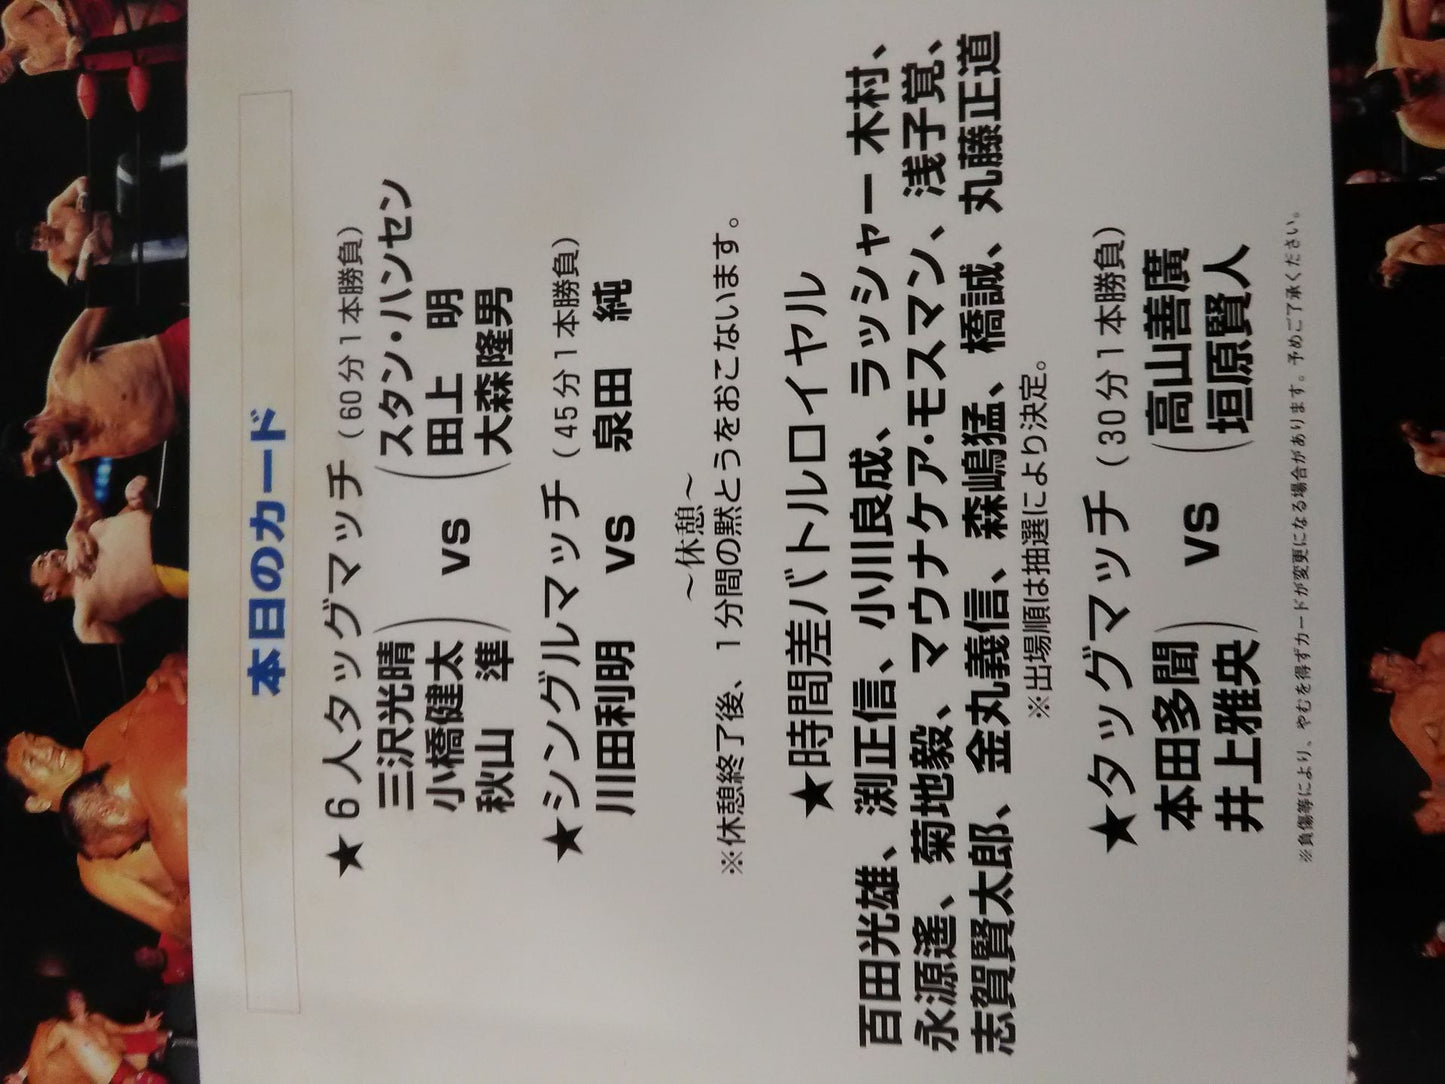 本日のカード
★6人タッグマッチ（60分1本勝負）
三沢光晴 スタン・ハンセン
小橋健太 vs 田上 明
秋山 準 大森隆男
★シングルマッチ（45分1本勝負）
川田利明 vs 泉田 純
～休憩～
※休憩終了後、1分間の黙とうをおこないます。
★時間差バトルロイヤル
百田光雄、渕正信、小川良成、ラッシャー木村、
永源遙、菊地毅、マウナケア・モスマン、浅子覚、
志賀賢太郎、金丸義信、森嶋猛、橋誠、丸藤正道
※出場順は抽選により決定。
★タッグマッチ（30分1本勝負）
本田多聞 vs 高山善廣
井上雅央 垣原賢人
※負傷等により、やむを得ずカードが変更になる場合があります。予めご了承ください。